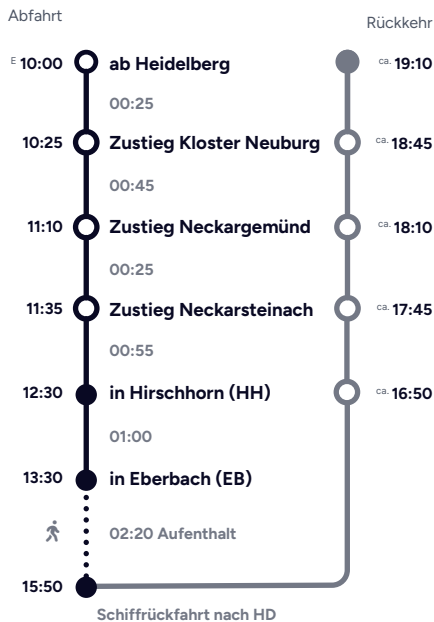 Abfahrt
Rückkehr
E 10:00 ab Heidelberg ca. 19:10
00:25
10:25 Zustieg Kloster Neuburg ca. 18:45
00:45
11:10 Zustieg Neckargemünd ca. 18:10
00:25
11:35 Zustieg Neckarsteinach ca. 17:45
00:55
12:30 in Hirschhorn (HH) ca. 16:50
01:00
13:30 in Eberbach (EB)
02:20 Aufenthalt
15:50
Schiffrückfahrt nach HD